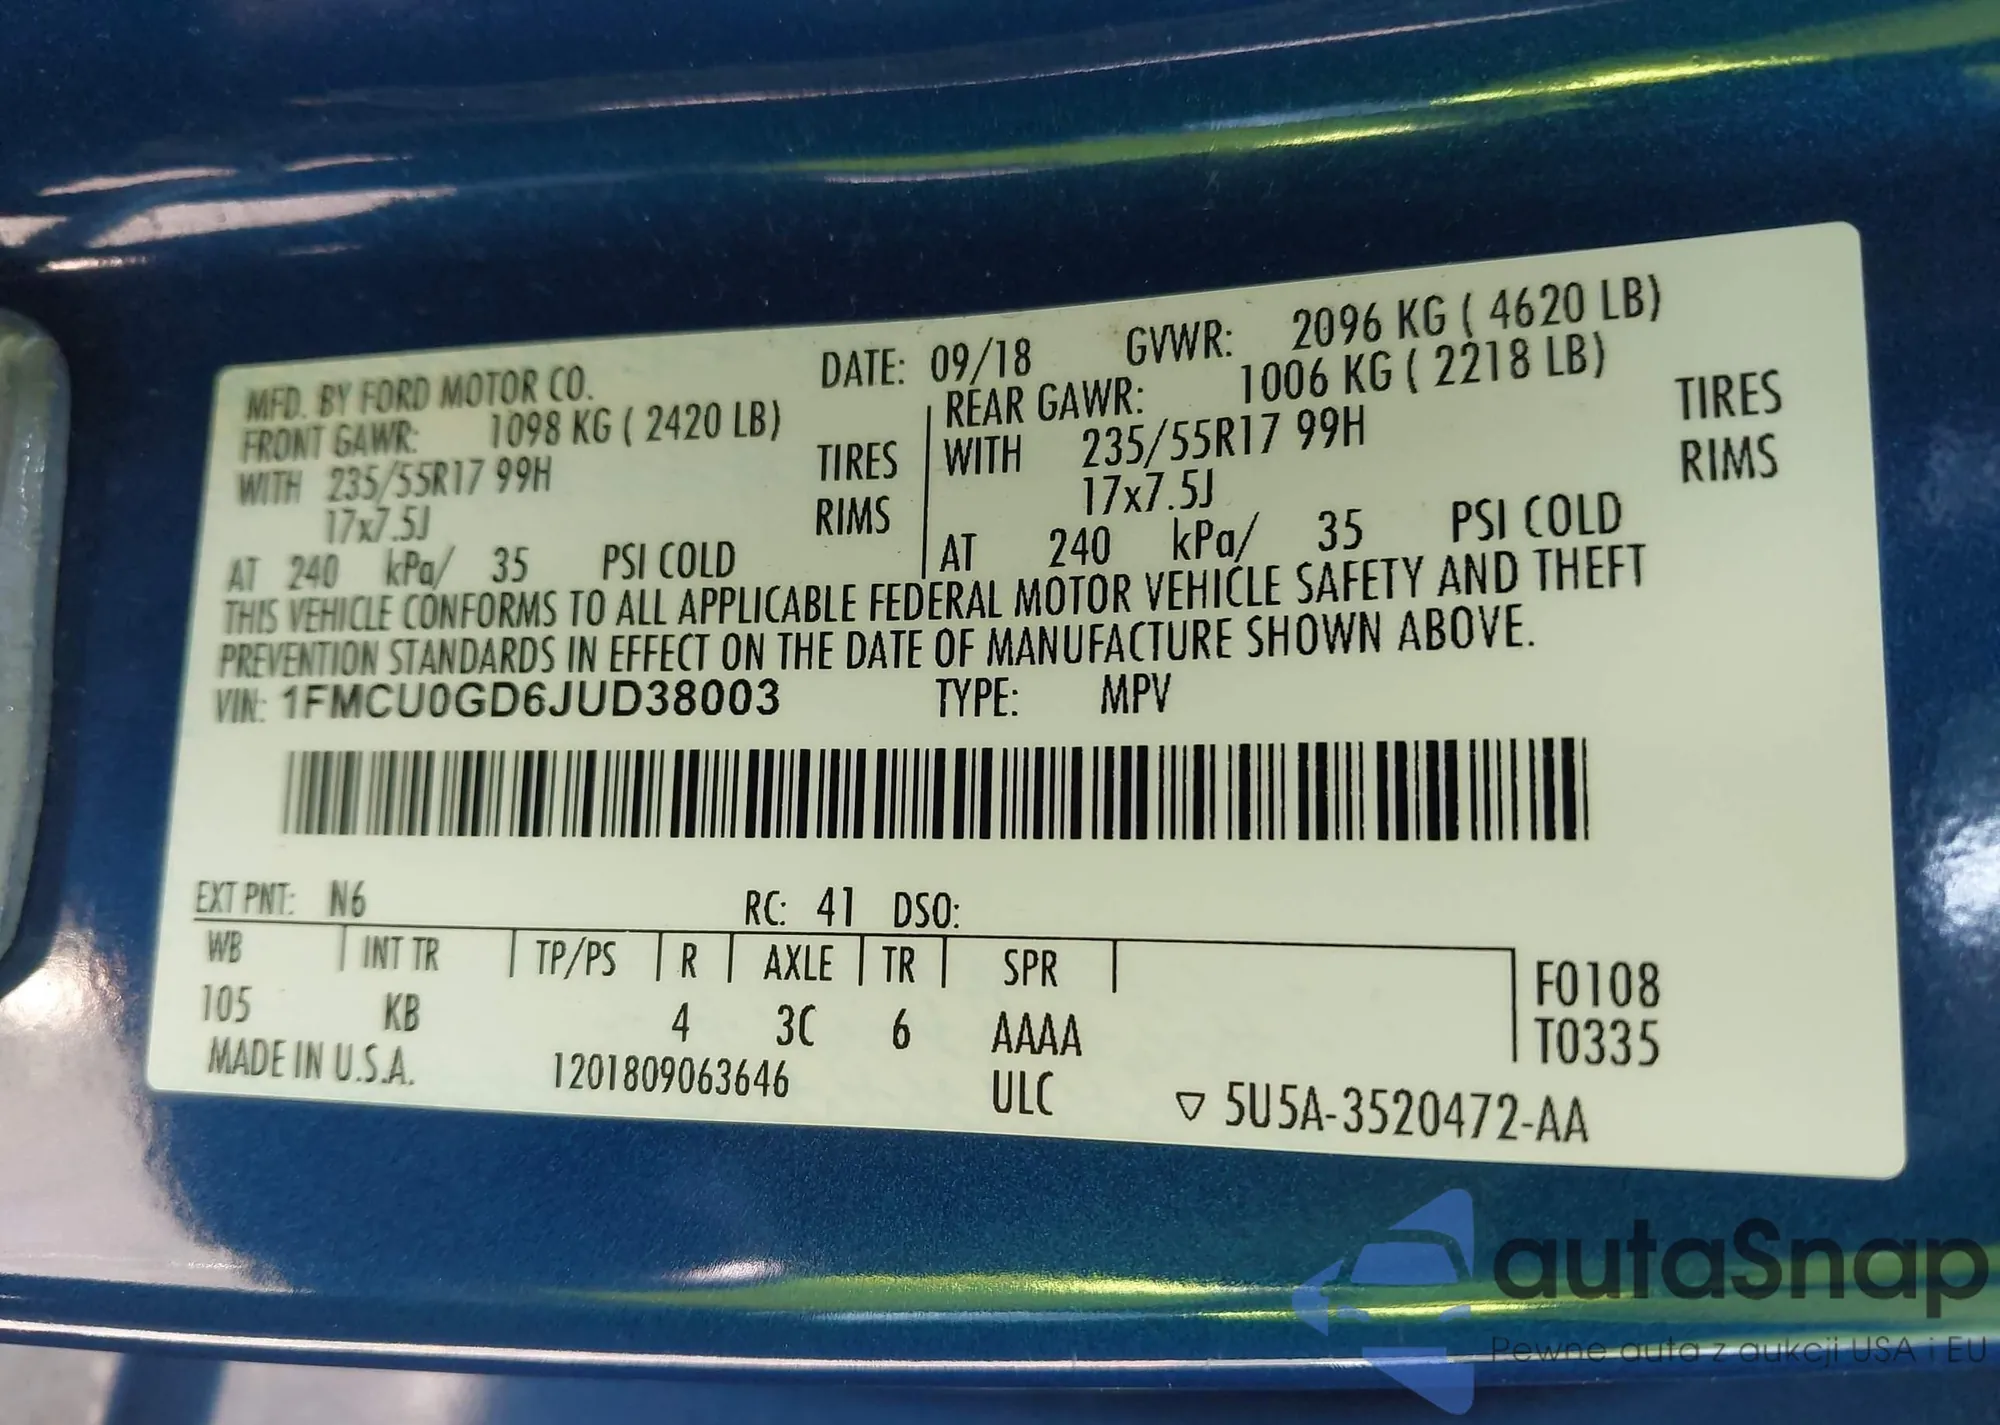 MFD. BY FORD MOTOR CO. DATE: 09/18 GVWR: 2096 KG ( 4620 LB)
FRONT GAWR: 1098 KG ( 2420 LB) REAR GAWR: 1006 KG ( 2218 LB)
WITH 235/55R17 99H TIRES WITH 235/55R17 99H TIRES
17x7.5J RIMS 17x7.5J RIMS
AT 240 kPa/ 35 PSI COLD AT 240 kPa/ 35 PSI COLD
THIS VEHICLE CONFORMS TO ALL APPLICABLE FEDERAL MOTOR VEHICLE SAFETY AND THEFT
PREVENTION STANDARDS IN EFFECT ON THE DATE OF MANUFACTURE SHOWN ABOVE.
VIN: 1FMCU0GD6JUD38003 TYPE: MPV
EXT PNT: N6 RC: 41 DSO:
WB INT TR TP/PS R AXLE TR SPR F0108
105 KB 4 3C 6 AAAA T0335
MADE IN U.S.A. 1201809063646 ULC ▽ 5U5A-3520472-AA
autaSnap
Pewne auta z aukcji USA i EU